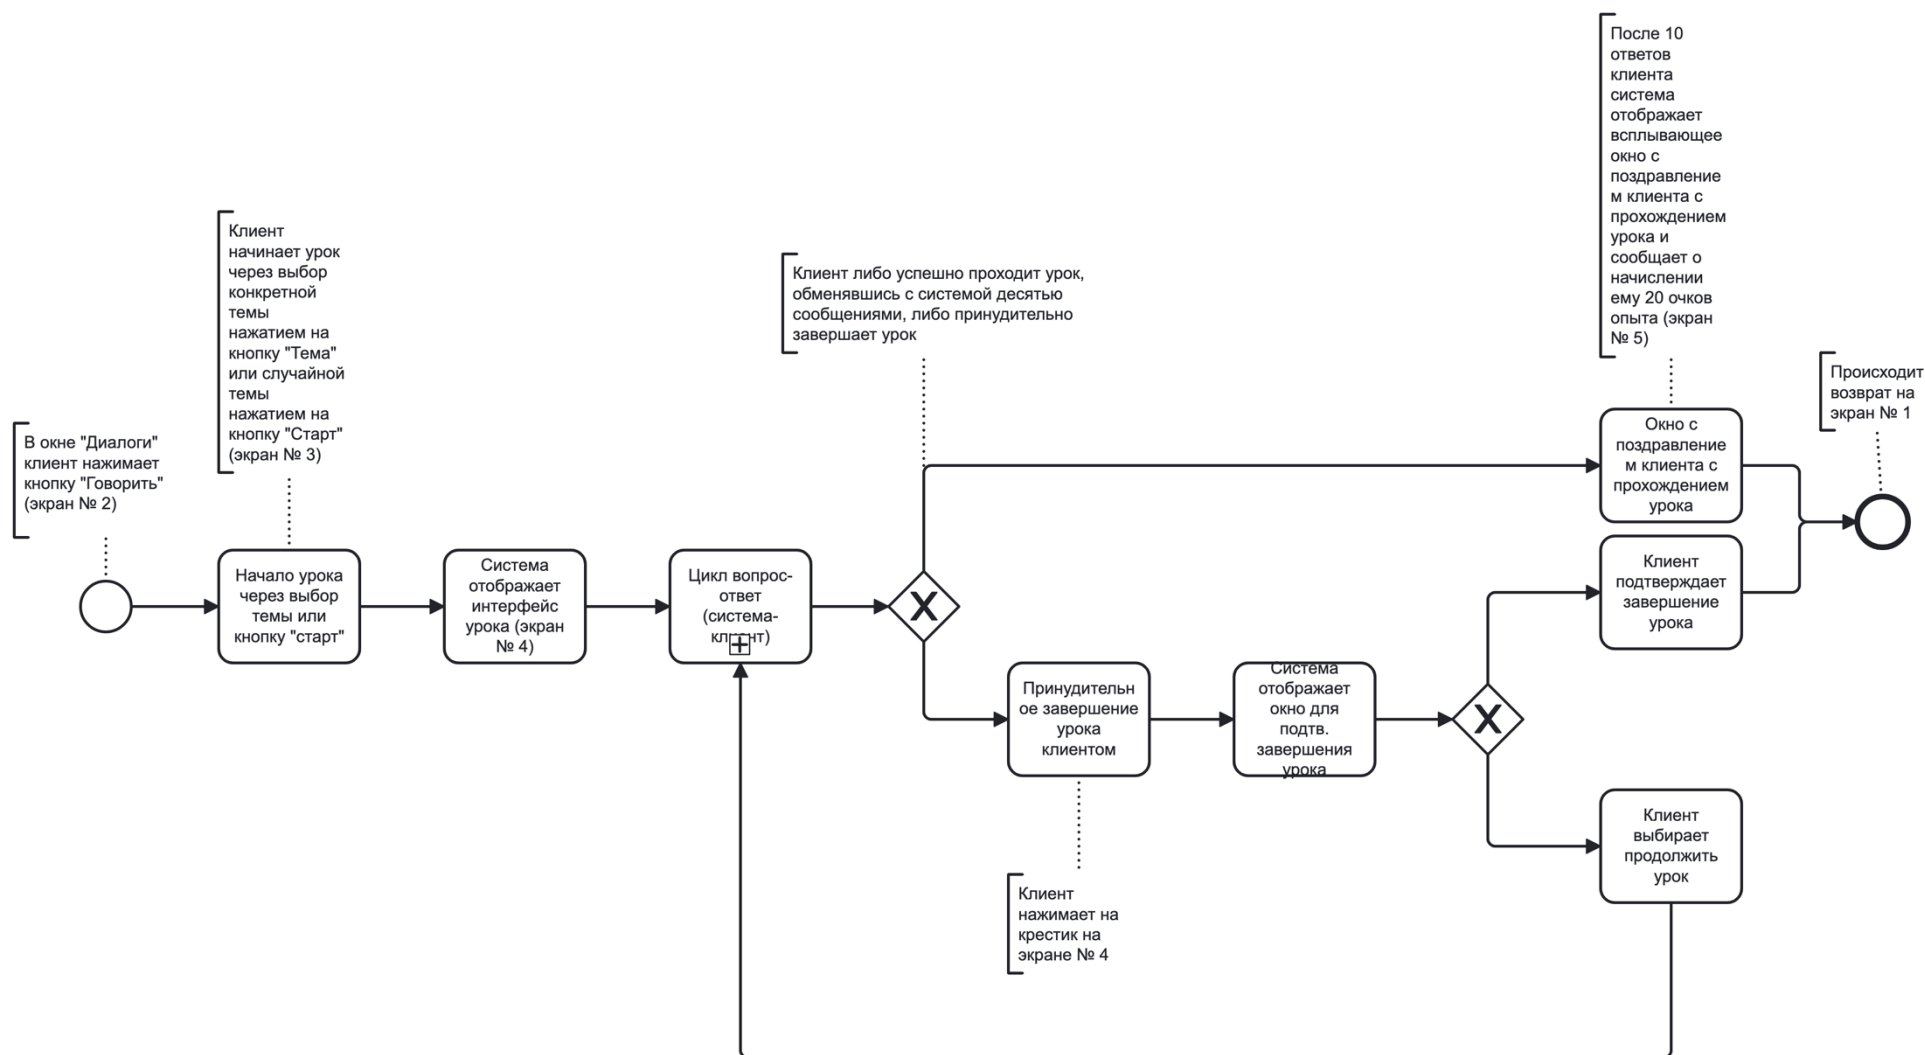 В окне "Диалоги"
клиент нажимает
кнопку "Говорить"
(экран № 2)
Клиент
начинает урок
через выбор
конкретной
темы
нажатием на
кнопку "Тема"
или случайной
темы
нажатием на
кнопку "Старт"
(экран № 3)
Начало урока
через выбор
темы или
кнопку "старт"
Система
отображает
интерфейс
урока (экран
№ 4)
Цикл вопрос-
ответ
(система-
клиент)
Клиент либо успешно проходит урок,
обменявшись с системой десятью
сообщениями, либо принудительно
завершает урок
X
После 10
ответов
клиента
система
отображает
всплывающее
окно с
поздравление
м клиента с
прохождением
урока и
сообщает о
начислении
ему 20 очков
опыта (экран
№ 5)
Окно с
поздравление
м клиента с
прохождением
урока
Происходит
возврат на
экран № 1
Принудительн
ое завершение
урока
клиентом
Клиент
нажимает на
крестик на
экране № 4
Система
отображает
окно для
подтв.
завершения
урока
X
Клиент
подтверждает
завершение
урока
Клиент
выбирает
продолжить
урок